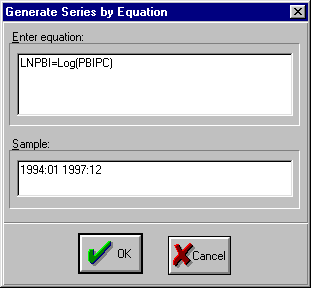 Generate Series by Equation
Enter equation:
LNPBI=Log(PBIPC)
Sample:
1994:01 1997:12
OK
Cancel